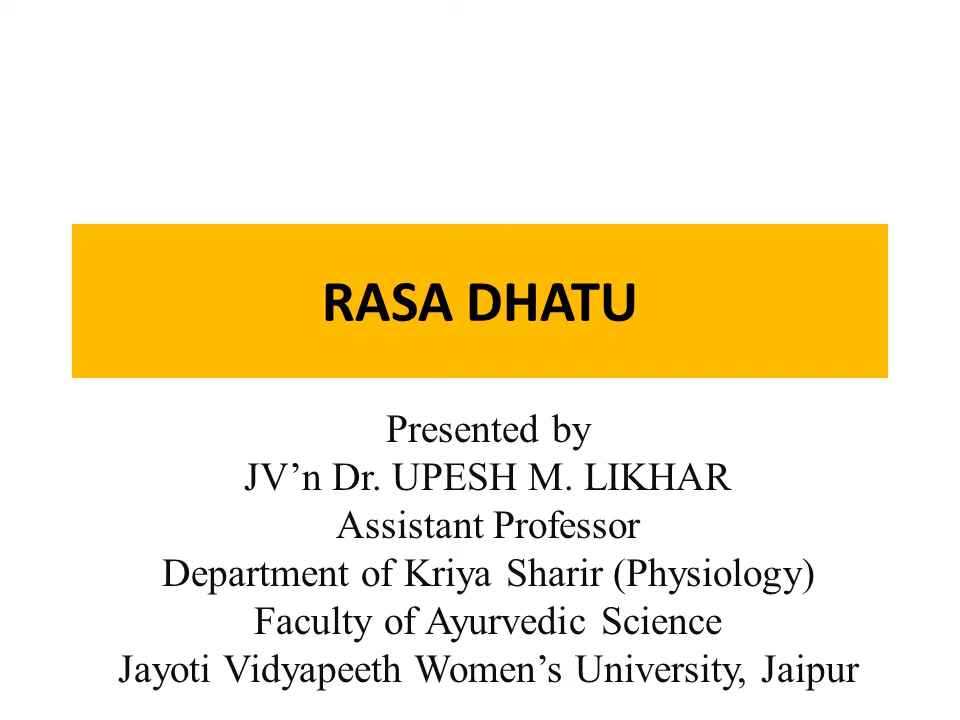 RASA DHATU
Presented by
JV’n Dr. UPESH M. LIKHAR
Assistant Professor
Department of Kriya Sharir (Physiology)
Faculty of Ayurvedic Science
Jayoti Vidyapeeth Women’s University, Jaipur